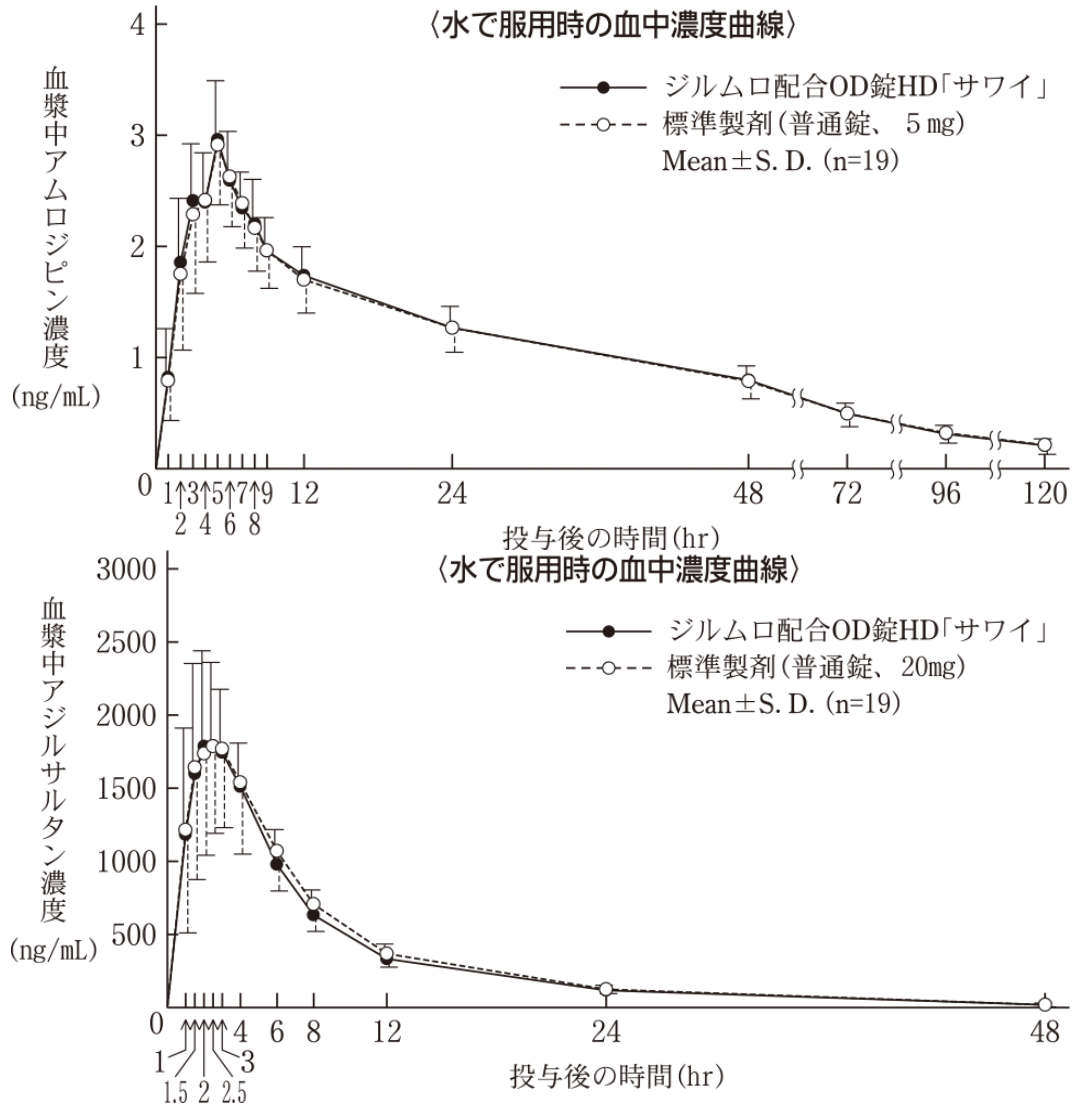 〈水で服用時の血中濃度曲線〉
4
3
2
1
0
血漿中アムロジピン濃度
(ng/mL)
ジルムロ配合OD錠HD「サワイ」
標準製剤(普通錠、５mg)
Mean±S. D. (n=19)
1 3 5 7 9 12 24 48 72 96 120
2 4 6 8
投与後の時間(hr)
〈水で服用時の血中濃度曲線〉
3000
2500
2000
1500
1000
500
0
血漿中アジルサルタン濃度
(ng/mL)
ジルムロ配合OD錠HD「サワイ」
標準製剤(普通錠、20mg)
Mean±S. D. (n=19)
4 6 8 12 24 48
1 3
1.5 2 2.5
投与後の時間(hr)